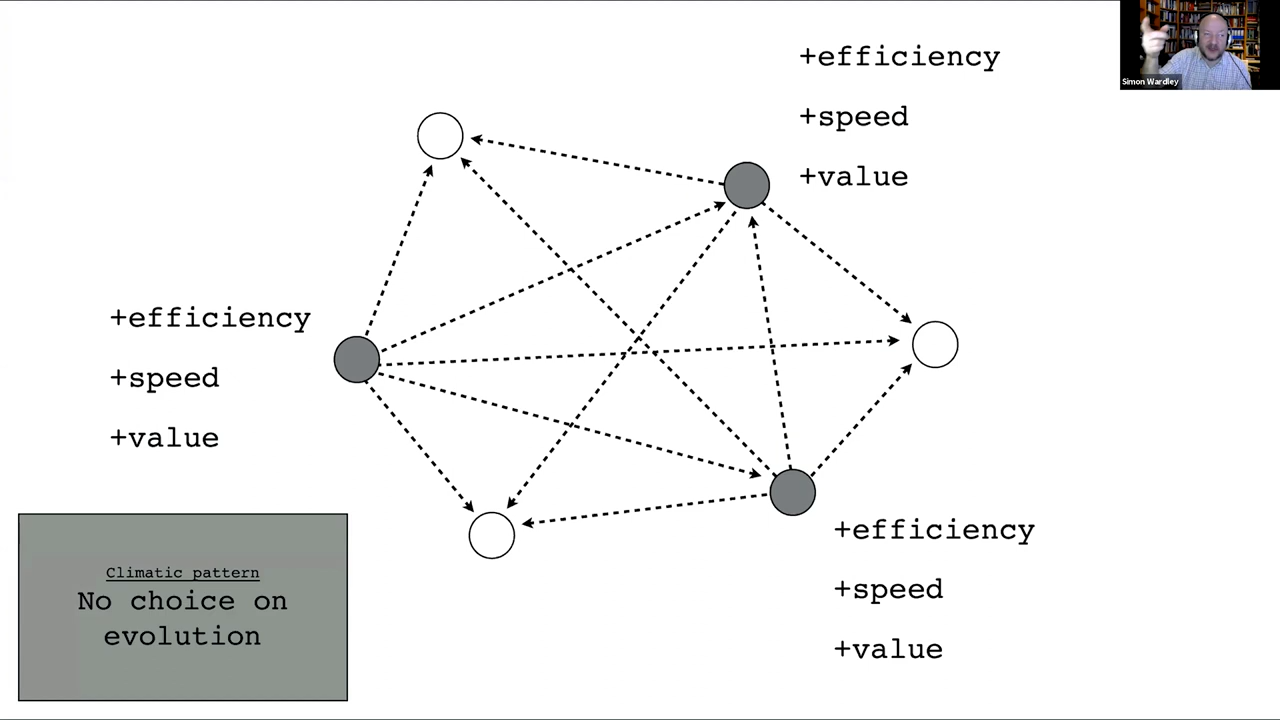 Simon Wardley
+efficiency
+speed
+value
+efficiency
+speed
+value
+efficiency
+speed
+value
Climatic pattern
No choice on
evolution